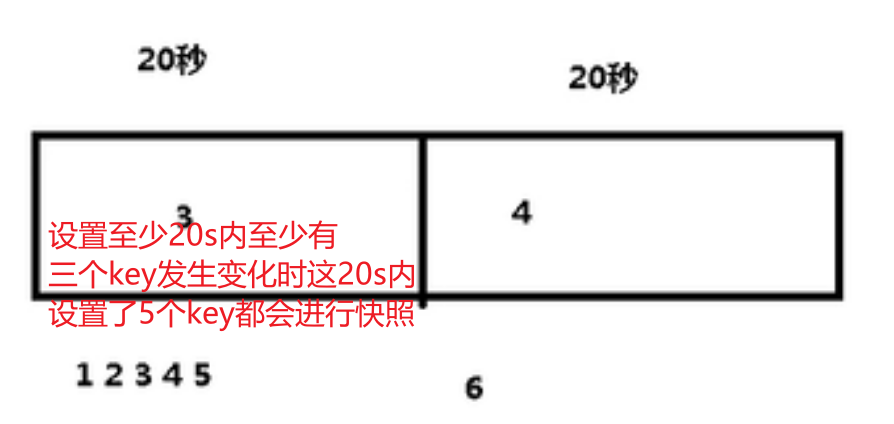 20秒
20秒
3
4
设置至少20s内至少有
三个key发生变化时这20s内
设置了5个key都会进行快照
1 2 3 4 5
6